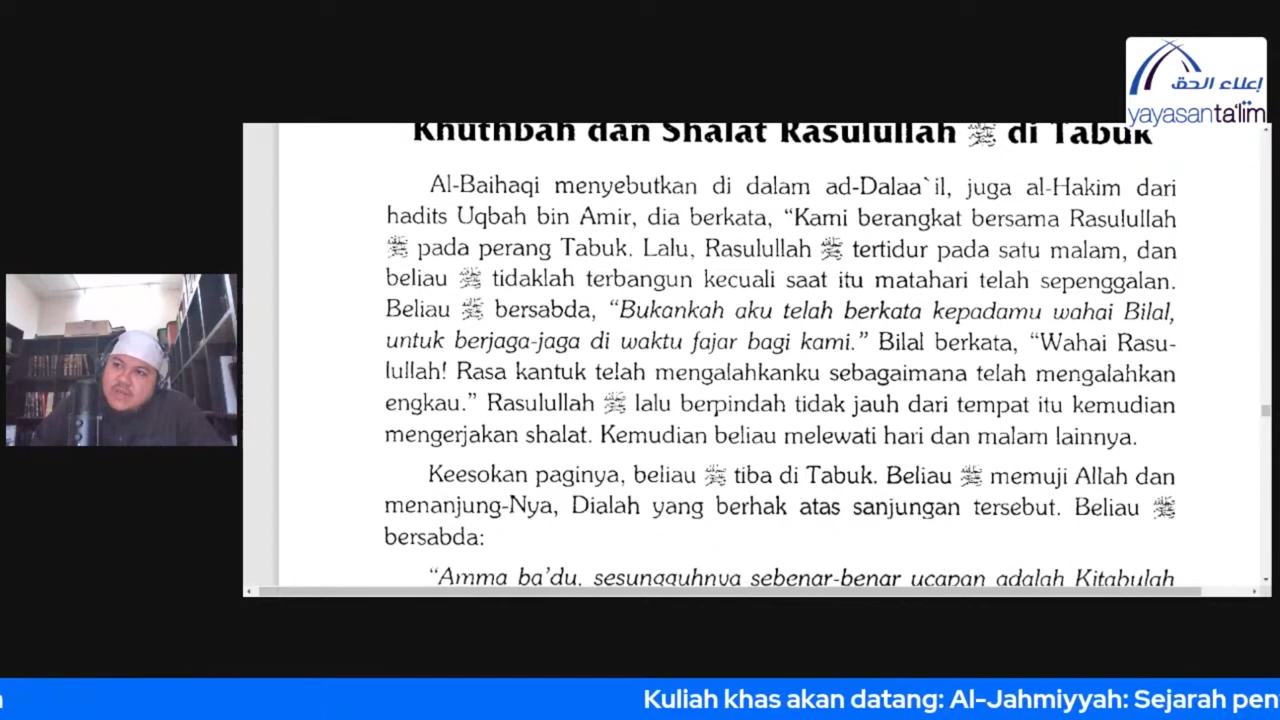 إعلاء الحق
yayasanta'lim
Khuthbah dan Shalat Rasulullah ﷺ di Tabuk
Al-Baihaqi menyebutkan di dalam ad-Dalaa`il, juga al-Hakim dari
hadits Uqbah bin Amir, dia berkata, “Kami berangkat bersama Rasulullah
ﷺ pada perang Tabuk. Lalu, Rasulullah ﷺ tertidur pada satu malam, dan
beliau ﷺ tidaklah terbangun kecuali saat itu matahari telah sepenggalan.
Beliau ﷺ bersabda, “Bukankah aku telah berkata kepadamu wahai Bilal,
untuk berjaga-jaga di waktu fajar bagi kami.” Bilal berkata, “Wahai Rasu-
lullah! Rasa kantuk telah mengalahkanku sebagaimana telah mengalahkan
engkau.” Rasulullah ﷺ lalu berpindah tidak jauh dari tempat itu kemudian
mengerjakan shalat. Kemudian beliau melewati hari dan malam lainnya.
Keesokan paginya, beliau ﷺ tiba di Tabuk. Beliau ﷺ memuji Allah dan
menanjung-Nya, Dialah yang berhak atas sanjungan tersebut. Beliau ﷺ
bersabda:
“Amma ba’du, sesungguhnya sebenar-benar ucapan adalah Kitabulah
Kuliah khas akan datang: Al-Jahmiyyah: Sejarah pen